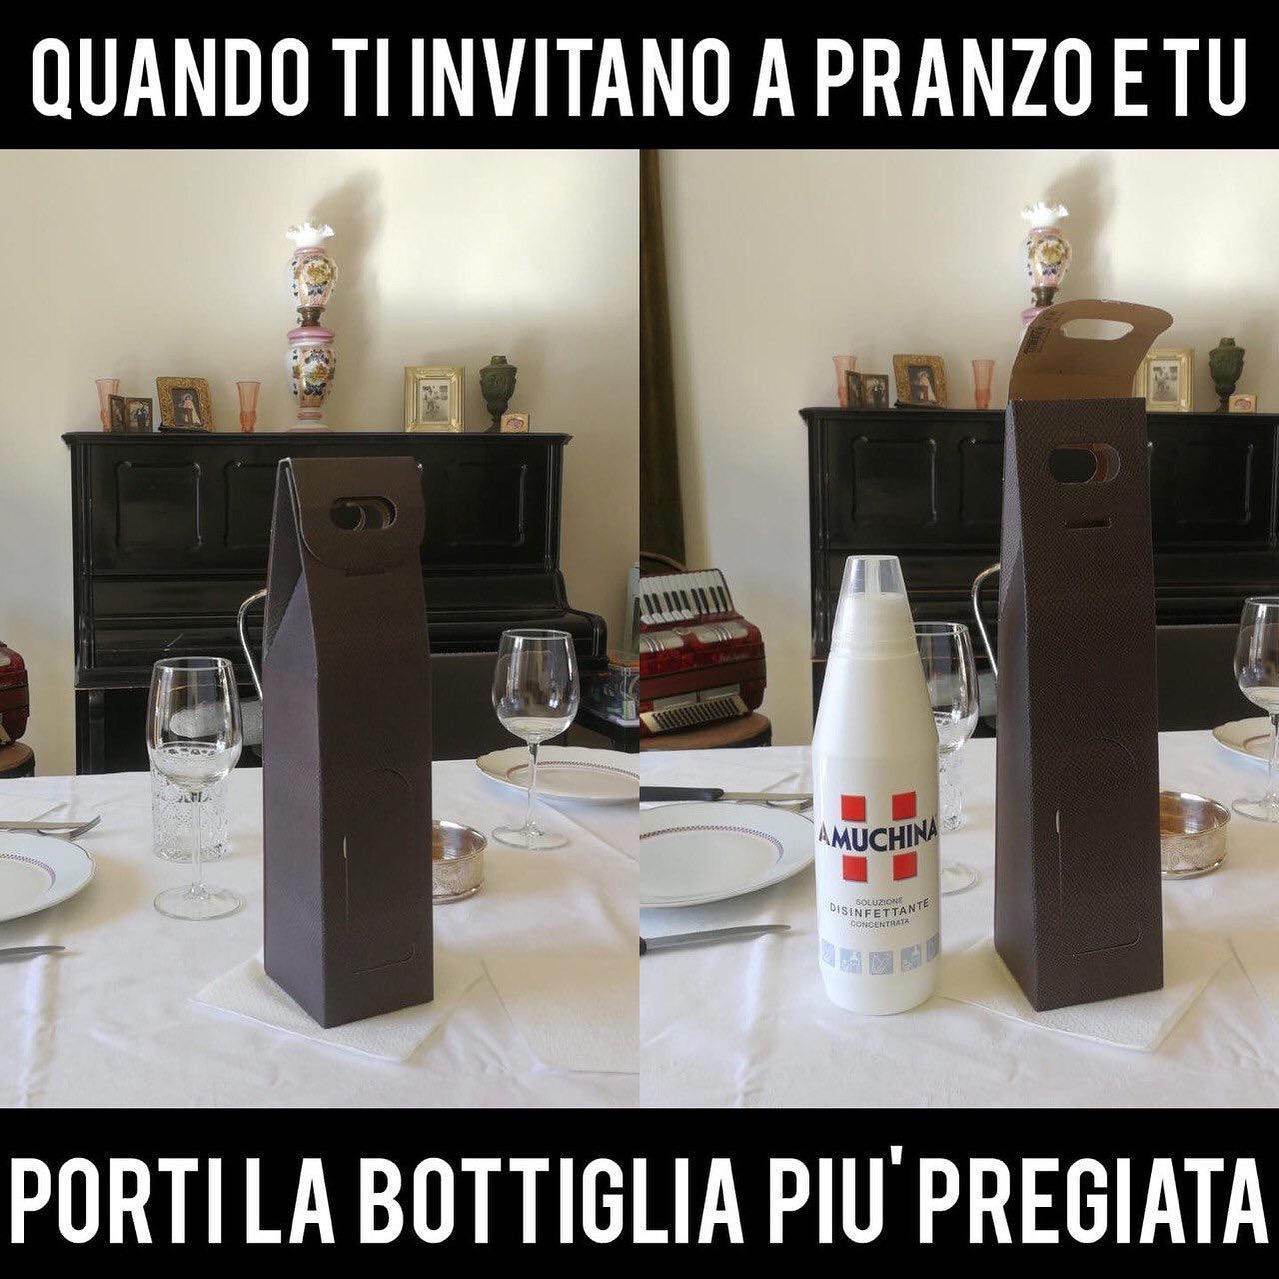 QUANDO TI INVITANO A PRANZO E TU
AMUCHINA
SOLUZIONE
DISINFETTANTE
CONCENTRATA
PORTI LA BOTTIGLIA PIU' PREGIATA